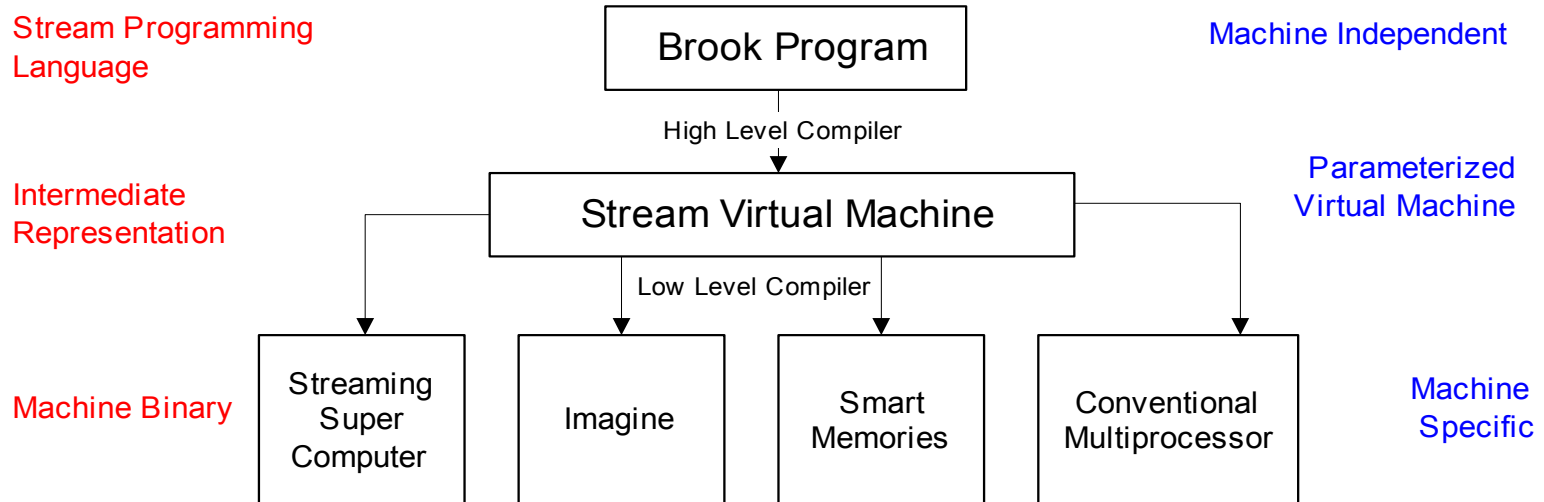 Stream Programming
Language
Brook Program
Machine Independent
High Level Compiler
Intermediate
Representation
Stream Virtual Machine
Parameterized
Virtual Machine
Low Level Compiler
Machine Binary
Streaming
Super
Computer
Imagine
Smart
Memories
Conventional
Multiprocessor
Machine
Specific